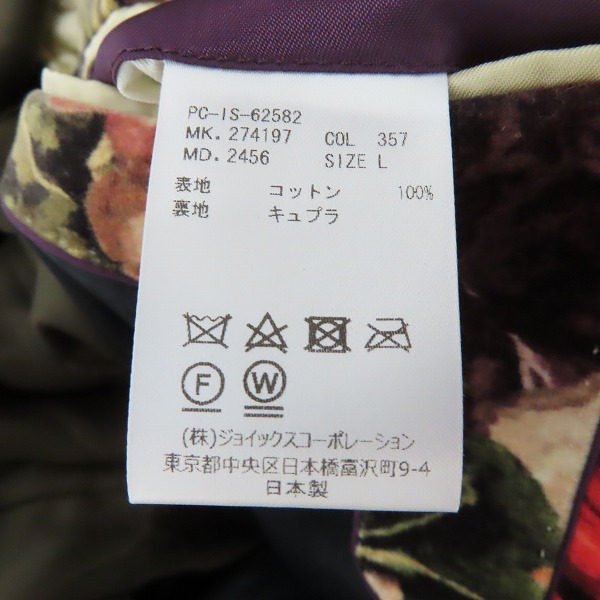 PC-IS-62582
MK. 274197 COL 357
MD. 2456 SIZE L
表地 コットン 100%
裏地 キュプラ
F W
(株)ジョイックスコーポレーション
東京都中央区日本橋富沢町9-4
日本製